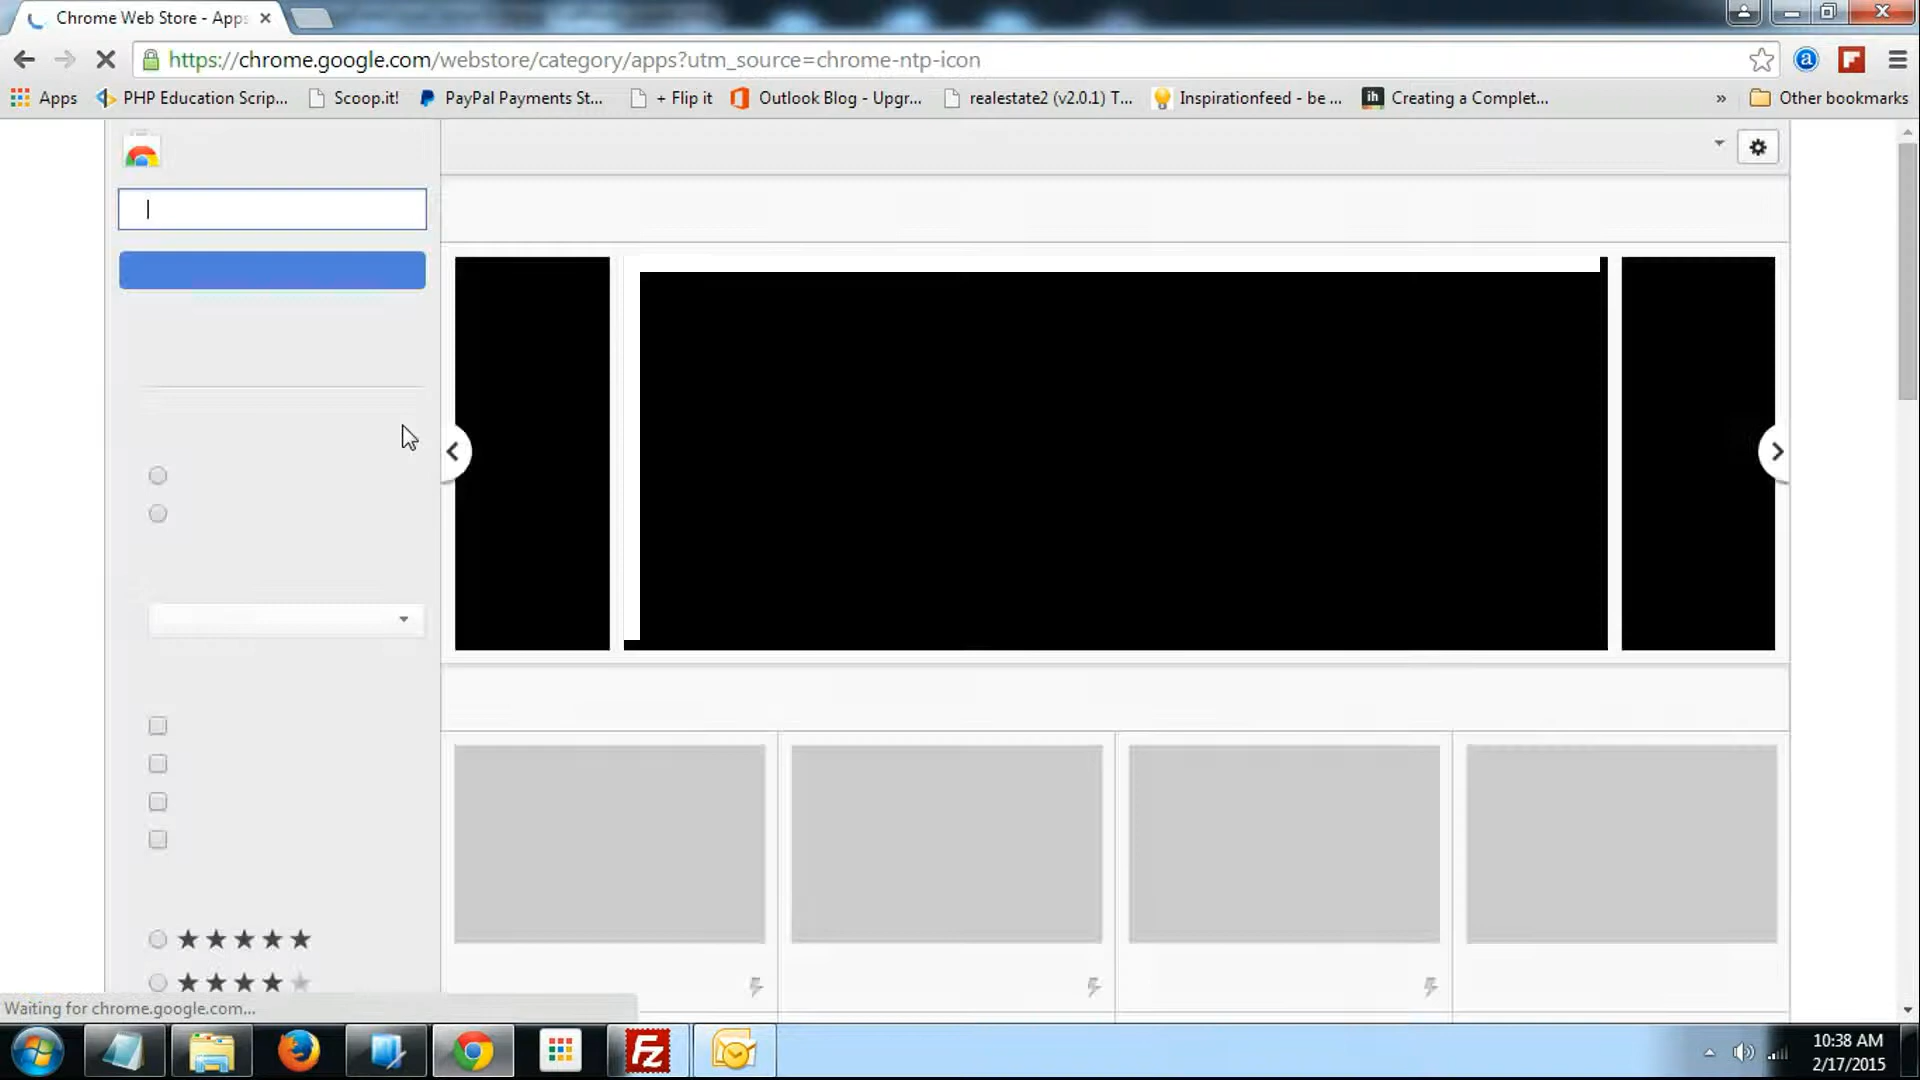 Chrome Web Store - Apps
https://chrome.google.com/webstore/category/apps?utm_source=chrome-ntp-icon
Apps
PHP Education Scrip...
Scoop.it!
PayPal Payments St...
+ Flip it
Outlook Blog - Upgr...
realestate2 (v2.0.1) T...
Inspirationfeed - be ...
ih
Creating a Complet...
»
Other bookmarks
Waiting for chrome.google.com...
Fz
10:38 AM
2/17/2015